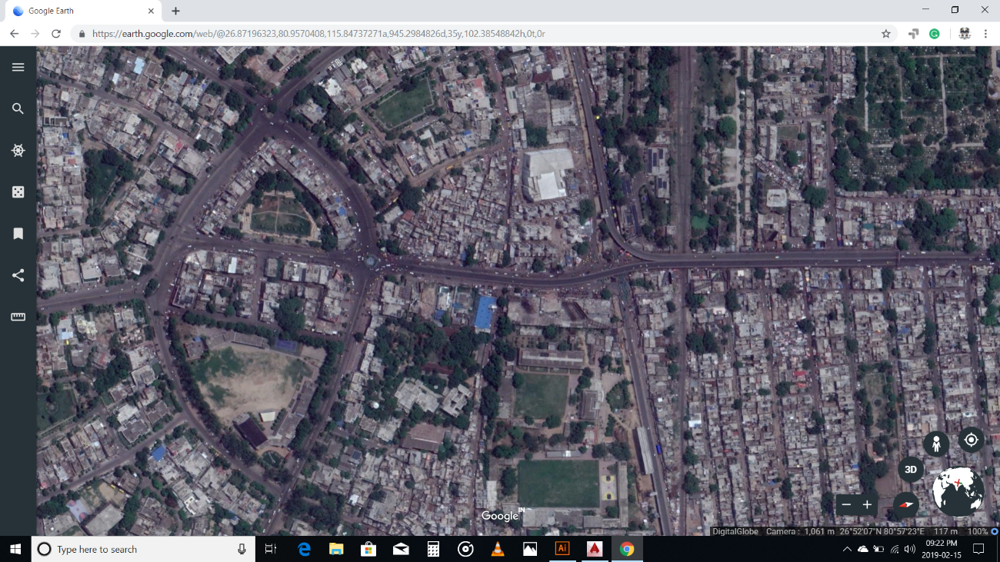 Google Earth
https://earth.google.com/web/@26.87196323,80.9570408,115.84737271a,945.2984826d,35y,102.38548842h,0t,0r
3D
Google
IN
DigitalGlobe Camera : 1,061 m 26°52'07"N 80°57'23"E 117 m 100%
Type here to search
Ai
09:22 PM
2019-02-15